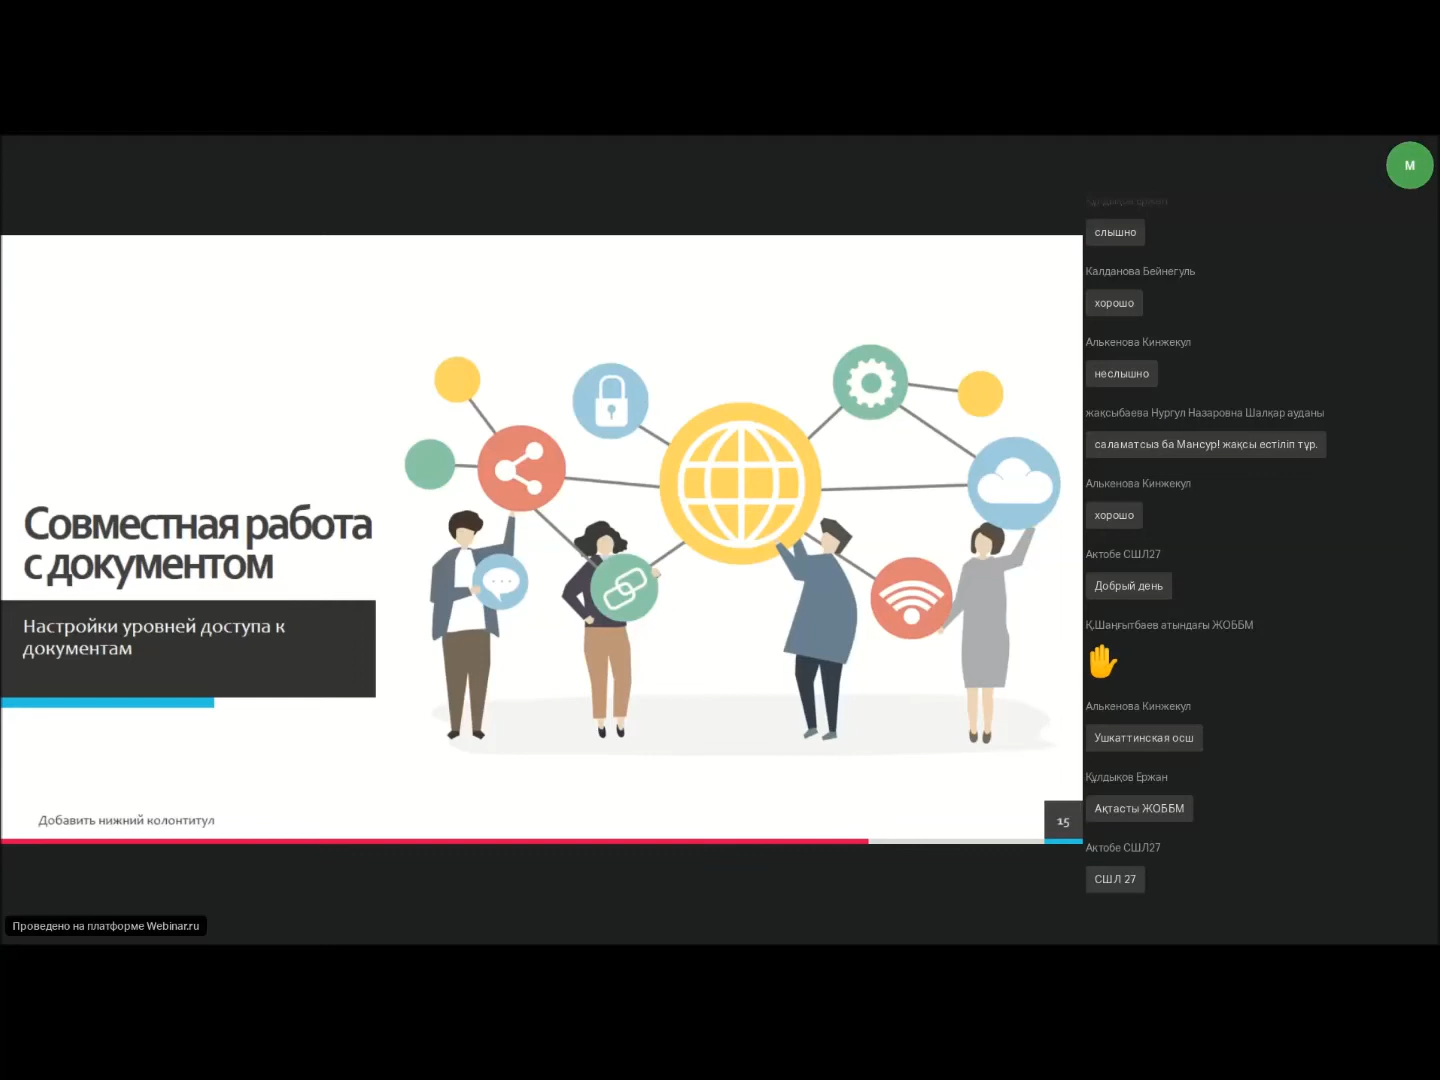 M
слышно
Калданова Бейнегуль
хорошо
Алькенова Кинжекул
неслышно
жақсыбаева Нургул Назаровна Шалқар ауданы
саламатсыз ба Мансур! жақсы естіліп тұр.
Алькенова Кинжекул
хорошо
Актобе СШЛ27
Добрый день
Қ.Шаңғытбаев атындағы ЖОББМ
Алькенова Кинжекул
Ушкаттинская осш
Құлдықов Ержан
Ақтасты ЖОББМ
Актобе СШЛ27
СШЛ 27
Совместная работа
с документом
Настройки уровней доступа к
документам
Добавить нижний колонтитул
15
Проведено на платформе Webinar.ru